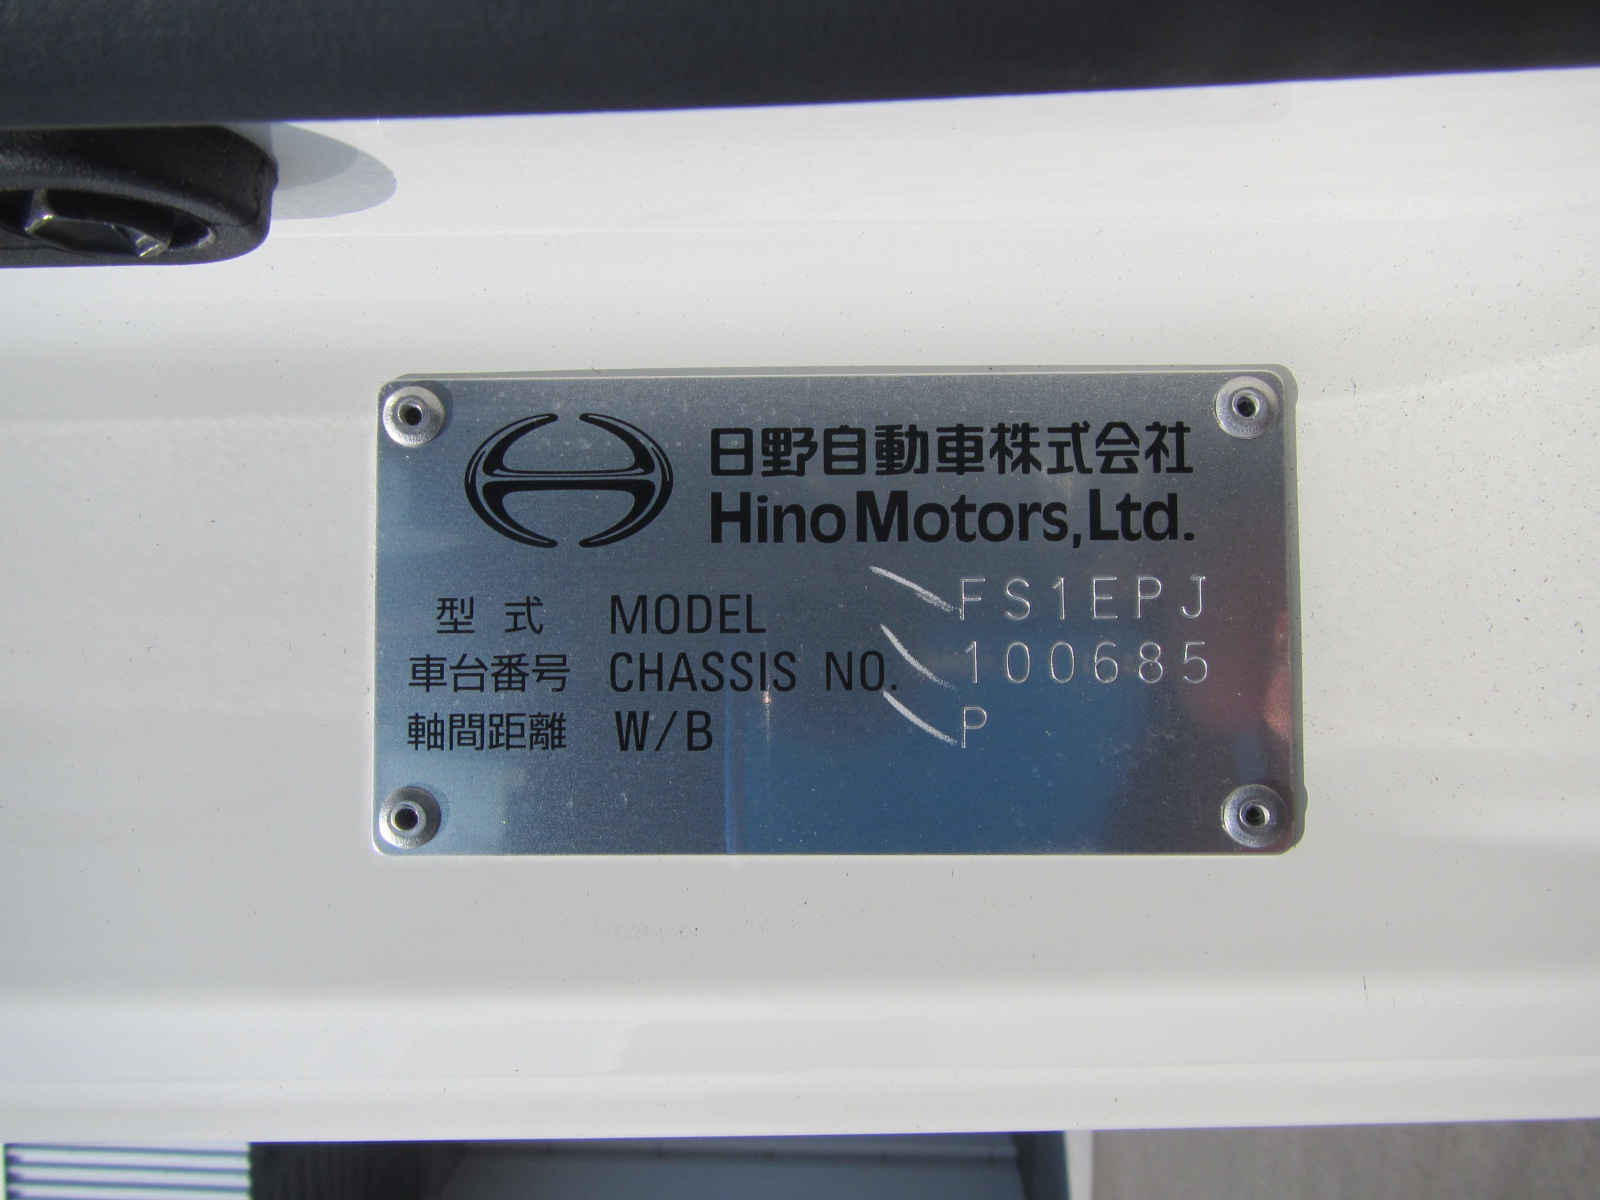 日野自動車株式会社
Hino Motors, Ltd.
型 式 MODEL FS1EPJ
車台番号 CHASSIS NO. 100685
軸間距離 W/B P